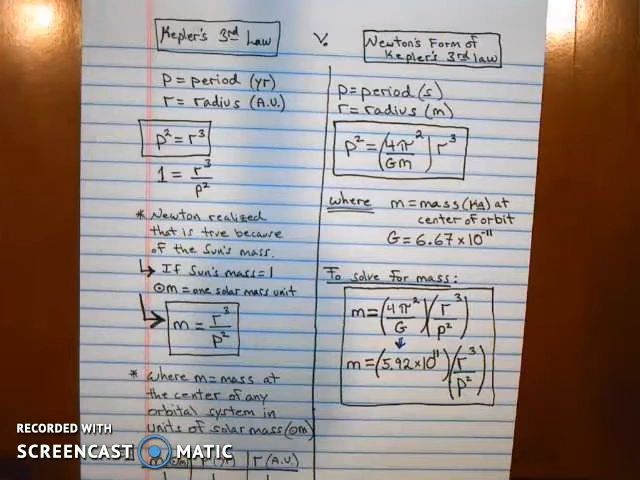 Kepler's 3rd Law
V.
Newton's Form of
Kepler's 3rd law
P = period (yr)
r = radius (A.U.)
P² = r³
1 = r³/P²
* Newton realized
that is true because
of the Sun's mass.
↳ If Sun's mass = 1
⊙m = one solar mass unit
m = r³/P²
* where m = mass at
the center of any
orbital system in
units of solar mass (⊙m)
r (A.U.)
P = period (s)
r = radius (m)
P² = (4π²/Gm) r³
where m = mass (kg) at
center of orbit
G = 6.67 × 10⁻¹¹
To solve for mass:
m = (4π²/G)(r³/P²)
m = (5.92 × 10¹¹)(r³/P²)
RECORDED WITH
SCREENCAST MATIC